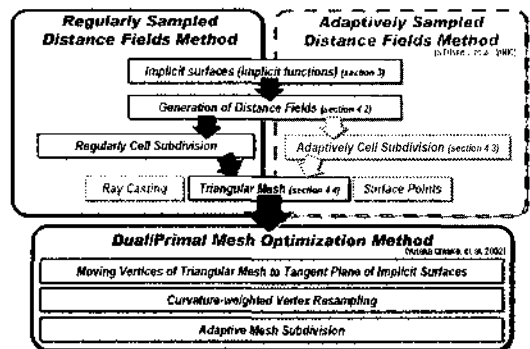 Regularly Sampled
Distance Fields Method
Adaptively Sampled
Distance Fields Method
Implicit surfaces (implicit functions) (section 3)
Generation of Distance Fields (section 4.2)
Regularly Cell Subdivision
Adaptively Cell Subdivision (section 4.3)
Ray Casting
Triangular Mesh (section 4.4)
Surface Points
Dual/Primal Mesh Optimization Method
et. al. 2002)
Moving Vertices of Triangular Mesh to Tangent Plane of Implicit Surfaces
Curvature-weighted Vertex Resampling
Adaptive Mesh Subdivision